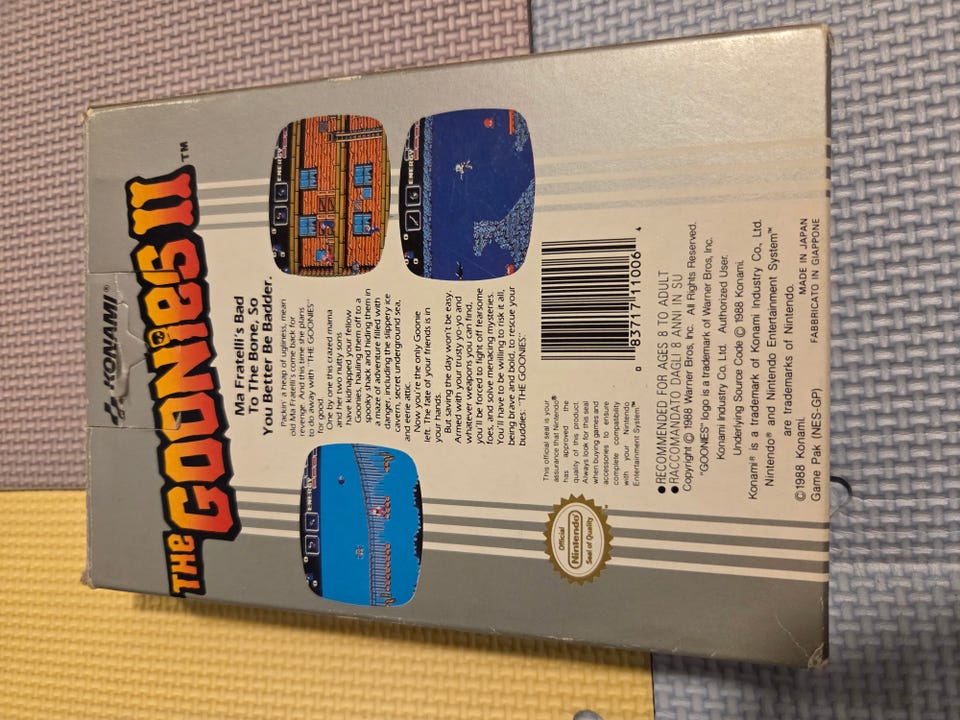 KONAMI®
THE GOONIES II™
Ma Fratelli's Bad
To The Bone, So
You Better Be Badder.
Packin' a heap of ugliness, mean
old Ma Fratelli's come back for
revenge. And this time she plans
to do away with "THE GOONIES"
for good.
One by one this crazed mama
and her two nutty sons
have kidnapped your fellow
Goonies, hauling them off to a
spooky shack and hiding them in
a maze of adventure filled with
danger; including the slippery ice
cavern, secret underground sea,
and eerie attic.
Now you're the only Goonie
left. The fate of your friends is in
your hands.
But saving the day won't be easy.
Armed with your trusty yo-yo and
whatever weapons you can find,
you'll be forced to fight off fearsome
foes, and solve menacing mysteries.
You'll have to be willing to risk it all,
being brave and bold, to rescue your
buddies: "THE GOONIES".
ENERGY
ENERGY
ENERGY
Official
Nintendo
Seal of Quality
This official seal is your
assurance that Nintendo®
has approved the
quality of this product.
Always look for this seal
when buying games and
accessories to ensure
complete compatibility
with your Nintendo
Entertainment System™
0 83717 11006 4
●RECOMMENDED FOR AGES 8 TO ADULT
●RACCOMANDATO DAGLI 8 ANNI IN SU
Copyright © 1988 Warner Bros, Inc. All Rights Reserved.
"GOONIES" logo is a trademark of Warner Bros, Inc.
Konami Industry Co. Ltd. Authorized User.
Underlying Source Code © 1988 Konami.
Konami® is a trademark of Konami Industry Co., Ltd.
Nintendo® and Nintendo Entertainment System™
are trademarks of Nintendo.
©1988 Konami. MADE IN JAPAN
Game Pak (NES-GP) FABBRICATO IN GIAPPONE